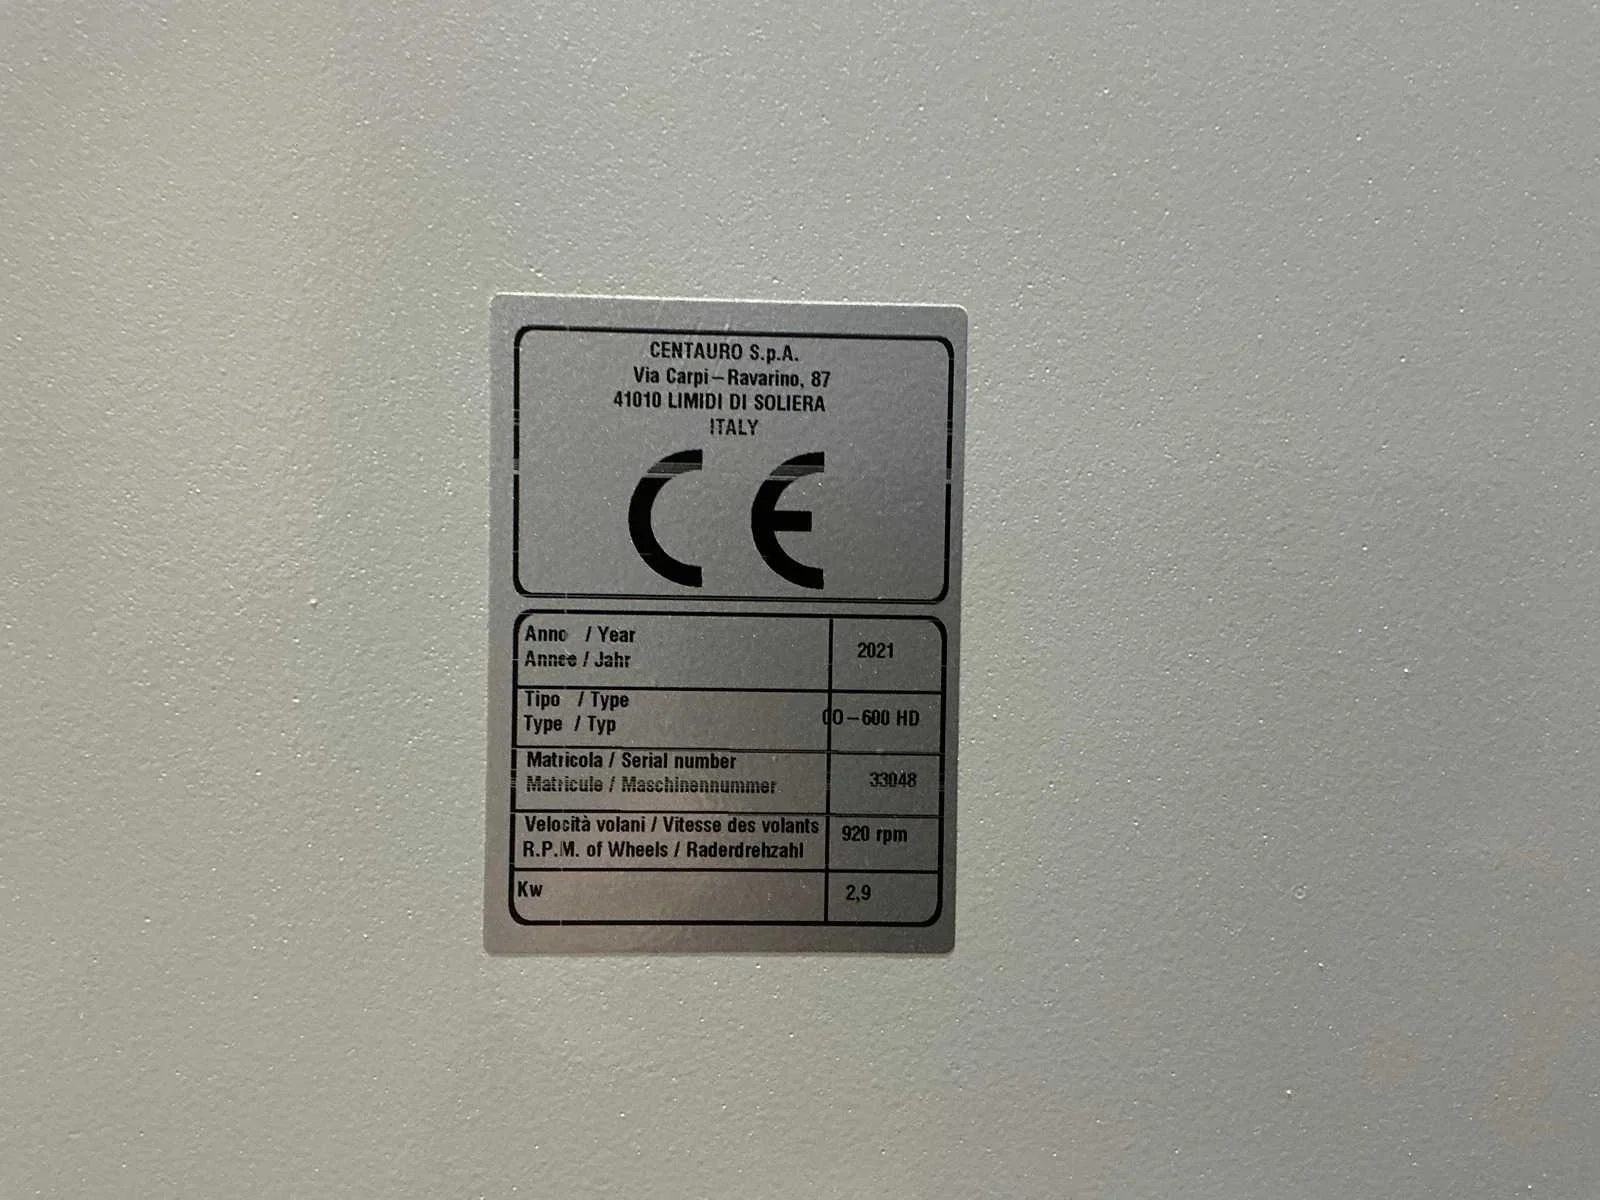 CENTAURO S.p.A.
Via Carpi–Ravarino, 87
41010 LIMIDI DI SOLIERA
ITALY
CE
Anno / Year
Annee / Jahr
2021
Tipo / Type
Type / Typ
CO–600 HD
Matricola / Serial number
Matricule / Maschinennummer
33048
Velocità volani / Vitesse des volants
R.P.M. of Wheels / Raderdrehzahl
920 rpm
Kw
2,9